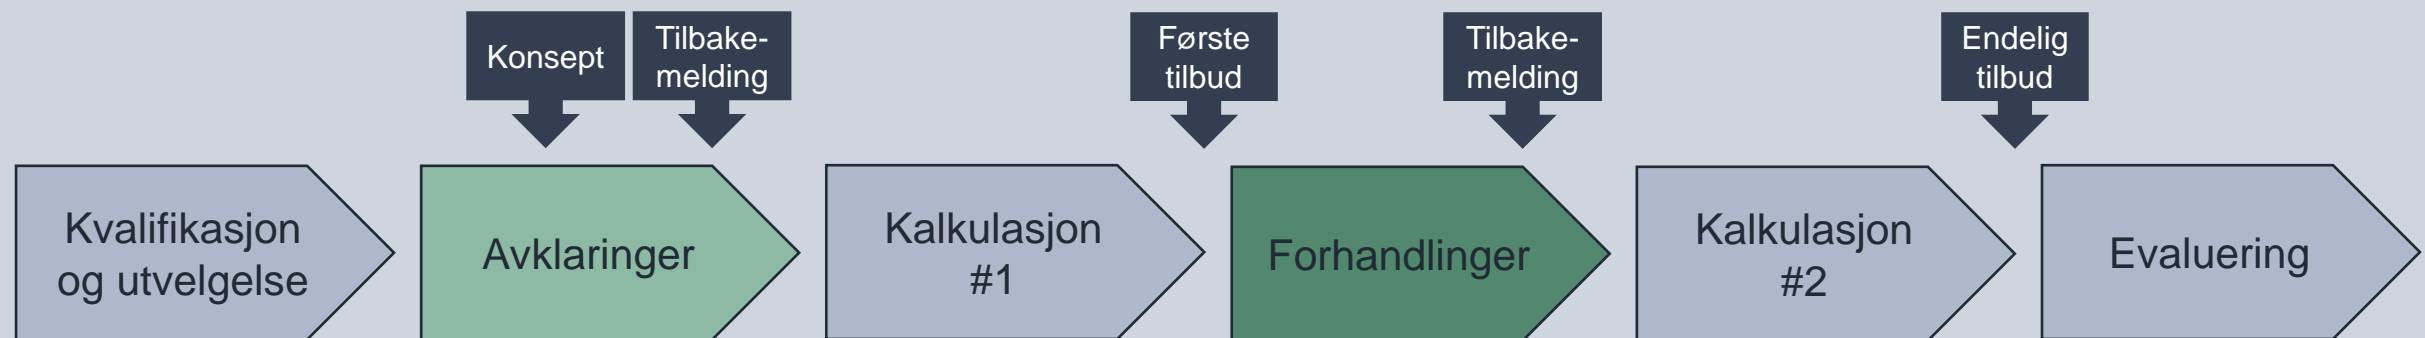 Konsept
Tilbake-
melding
Første
tilbud
Tilbake-
melding
Endelig
tilbud
Kvalifikasjon
og utvelgelse
Avklaringer
Kalkulasjon
#1
Forhandlinger
Kalkulasjon
#2
Evaluering